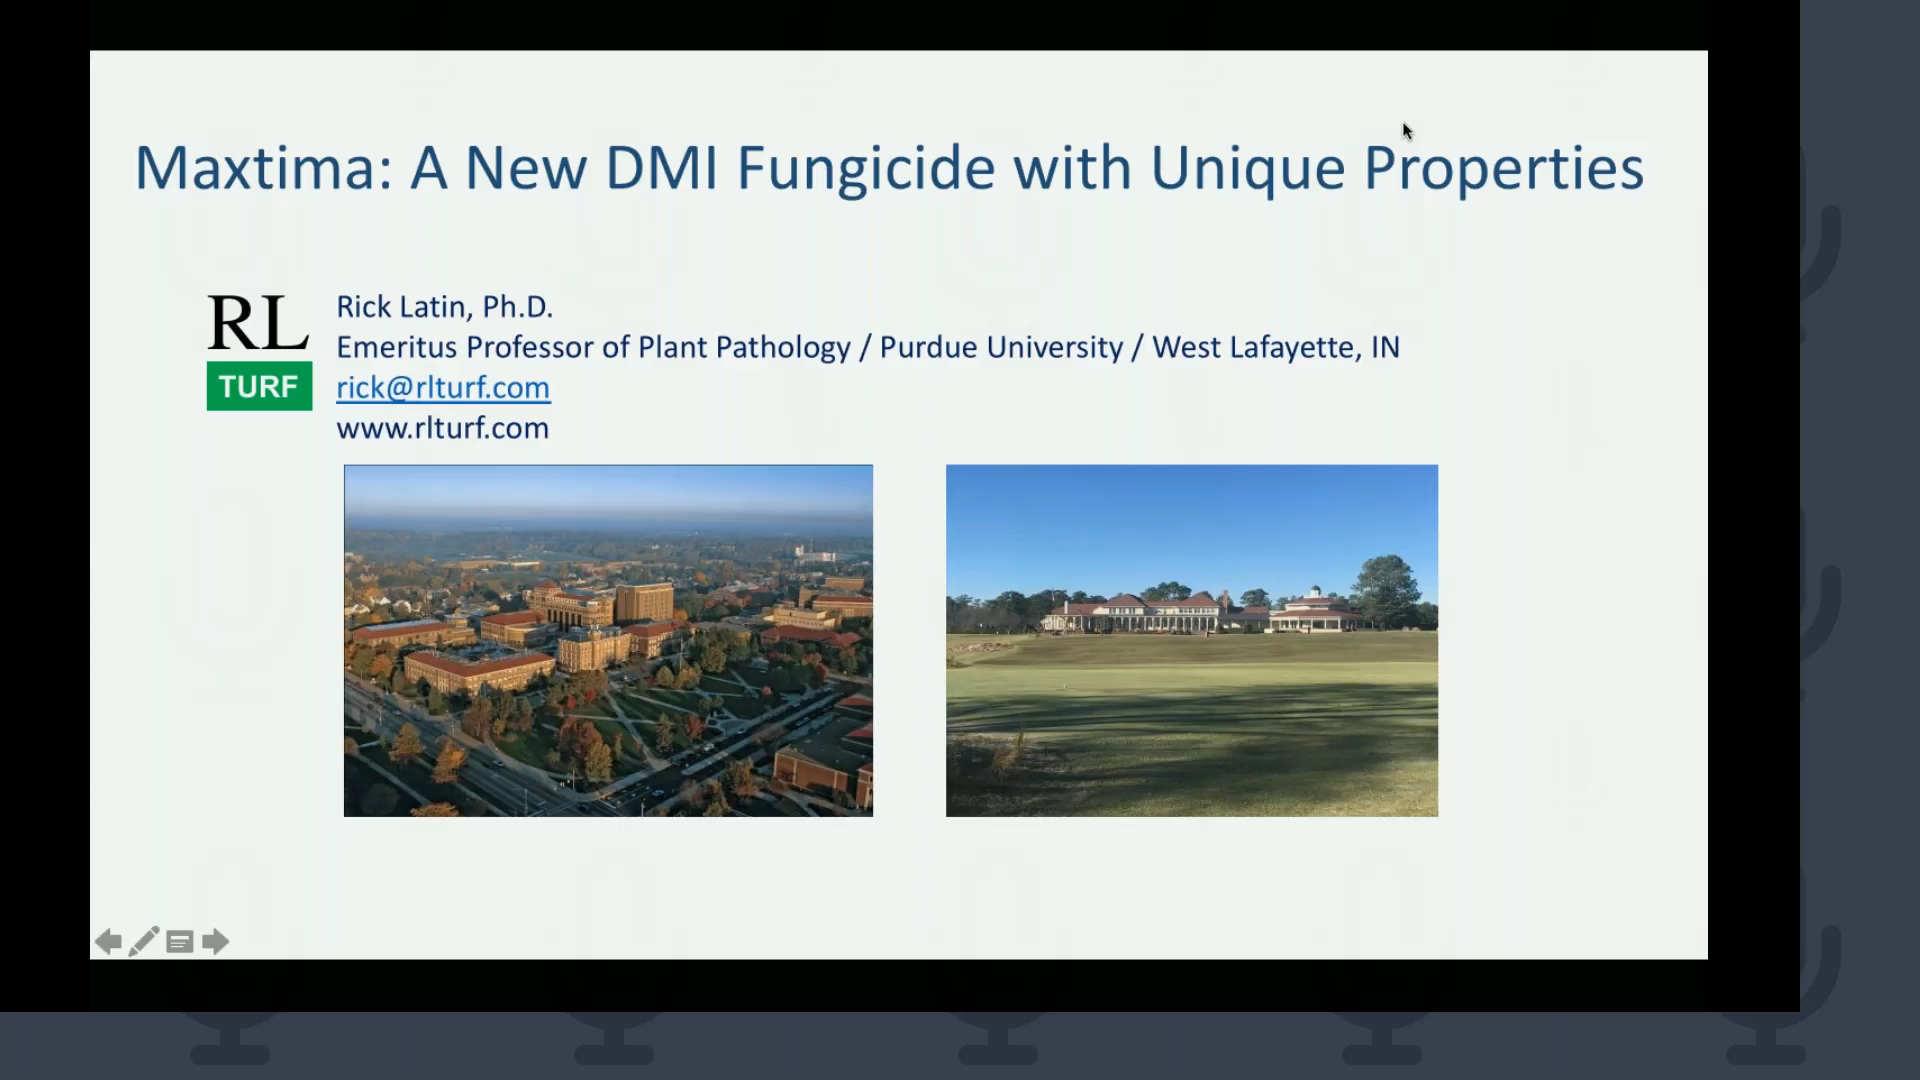 Maxtima: A New DMI Fungicide with Unique Properties
RL
TURF
Rick Latin, Ph.D.
Emeritus Professor of Plant Pathology / Purdue University / West Lafayette, IN
rick@rlturf.com
www.rlturf.com